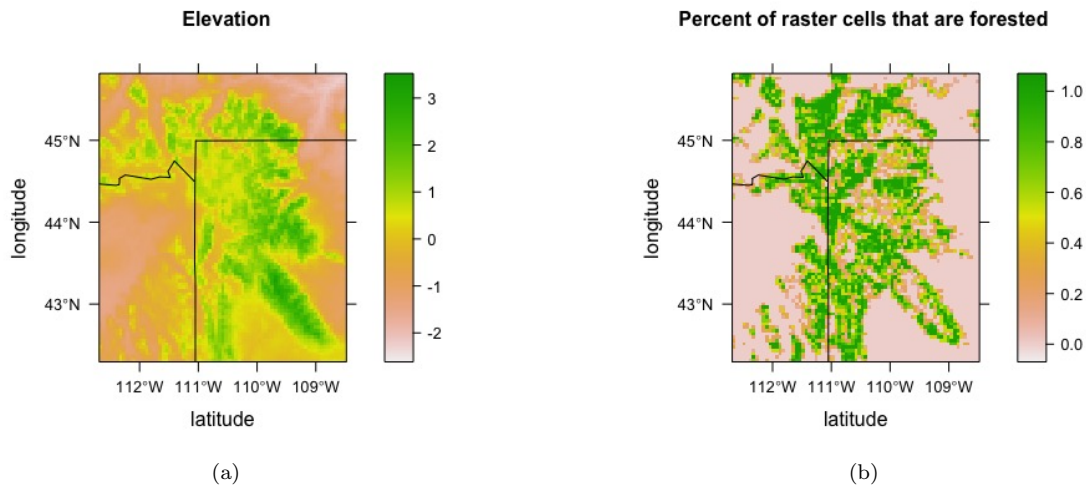 Elevation
longitude
45°N
44°N
43°N
112°W 111°W 110°W 109°W
latitude
3
2
1
0
-1
-2
(a)
Percent of raster cells that are forested
longitude
45°N
44°N
43°N
112°W 111°W 110°W 109°W
latitude
1.0
0.8
0.6
0.4
0.2
0.0
(b)